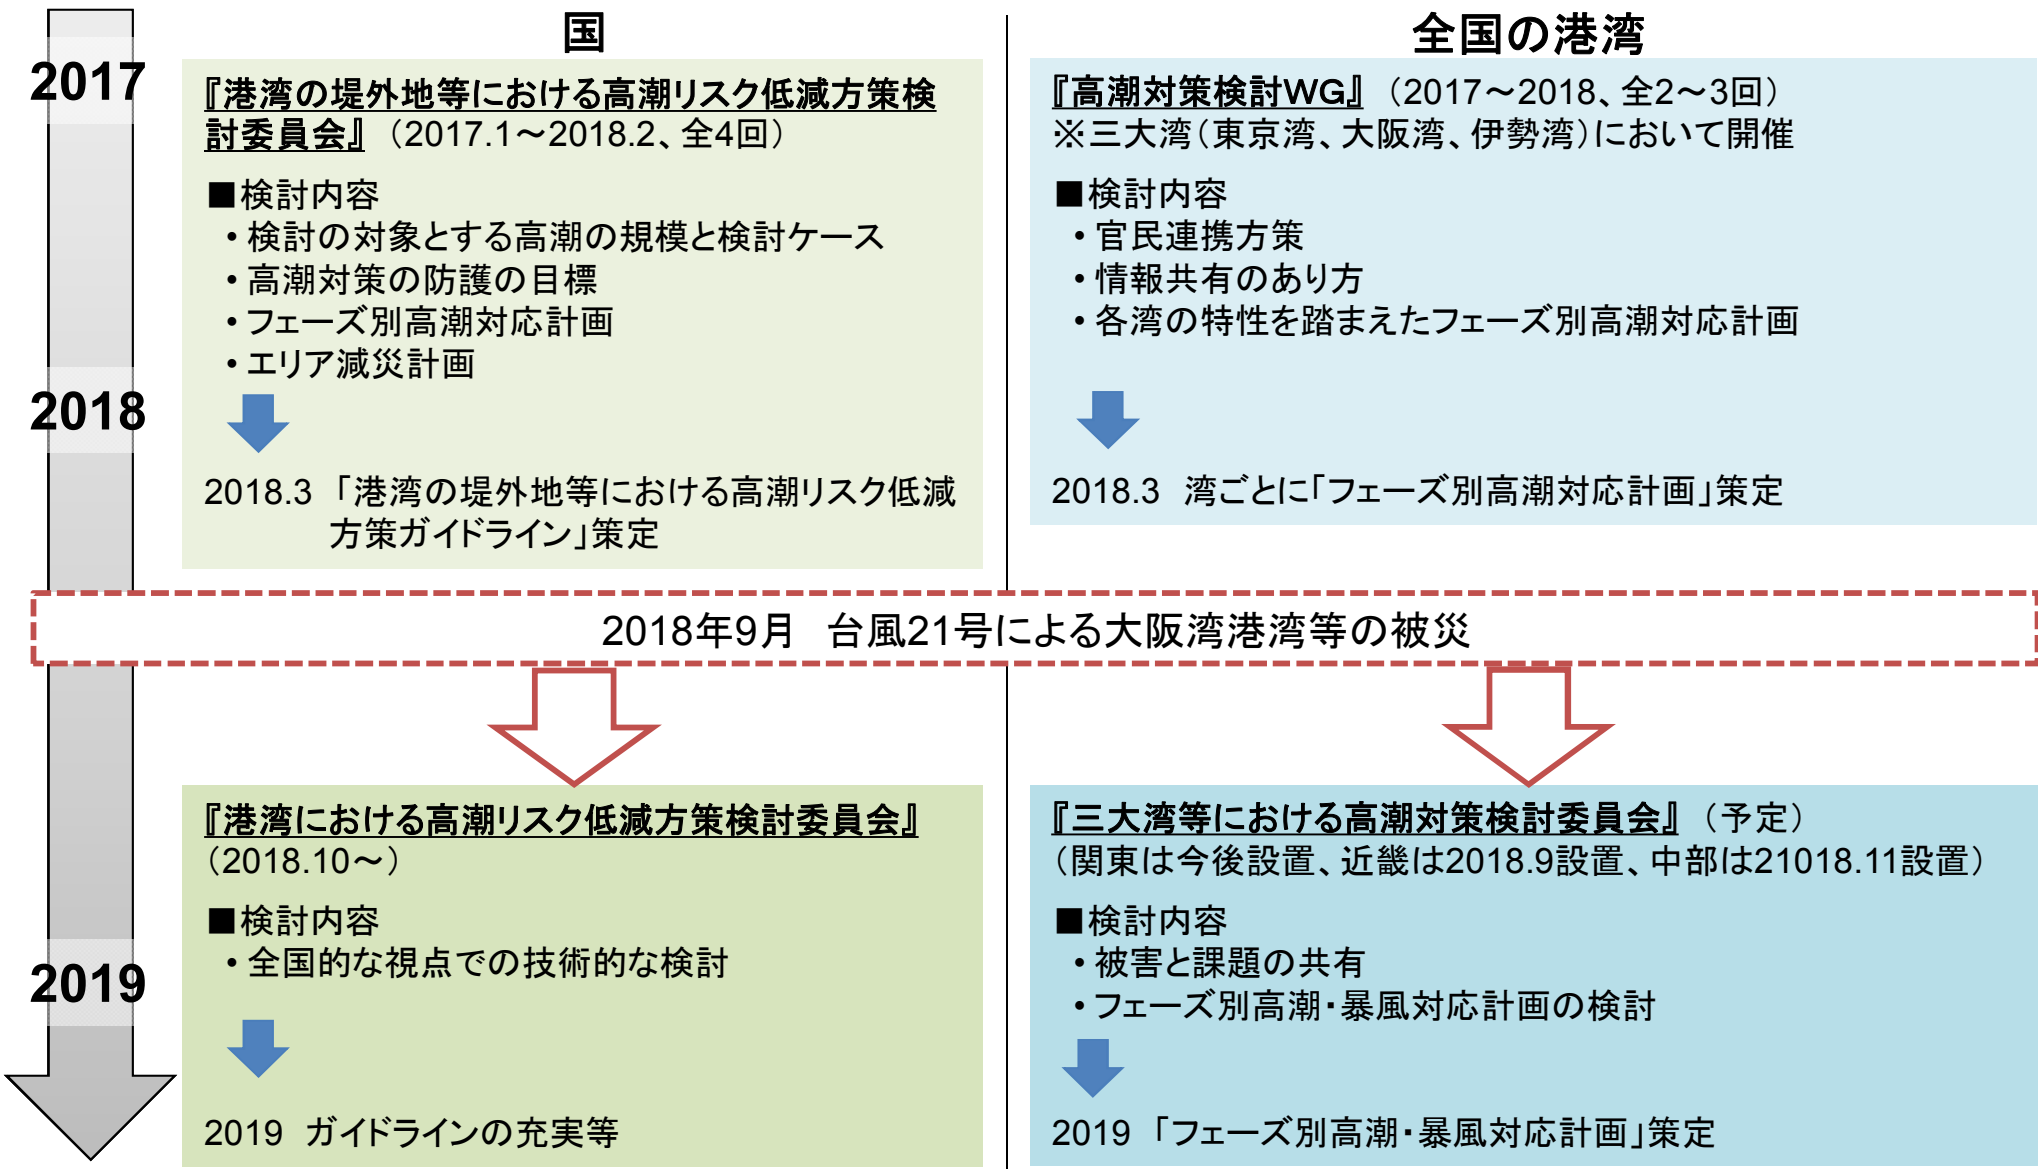 国
全国の港湾
2017
『港湾の堤外地等における高潮リスク低減方策検
討委員会』（2017.1～2018.2、全4回）
■検討内容
・検討の対象とする高潮の規模と検討ケース
・高潮対策の防護の目標
・フェーズ別高潮対応計画
・エリア減災計画
2018
2018.3 「港湾の堤外地等における高潮リスク低減
方策ガイドライン」策定
『高潮対策検討WG』（2017～2018、全2～3回）
※三大湾（東京湾、大阪湾、伊勢湾）において開催
■検討内容
・官民連携方策
・情報共有のあり方
・各湾の特性を踏まえたフェーズ別高潮対応計画
2018.3 湾ごとに「フェーズ別高潮対応計画」策定
2018年9月 台風21号による大阪湾港湾等の被災
『港湾における高潮リスク低減方策検討委員会』
（2018.10～）
■検討内容
・全国的な視点での技術的な検討
2019
2019 ガイドラインの充実等
『三大湾等における高潮対策検討委員会』（予定）
（関東は今後設置、近畿は2018.9設置、中部は21018.11設置）
■検討内容
・被害と課題の共有
・フェーズ別高潮・暴風対応計画の検討
2019 「フェーズ別高潮・暴風対応計画」策定